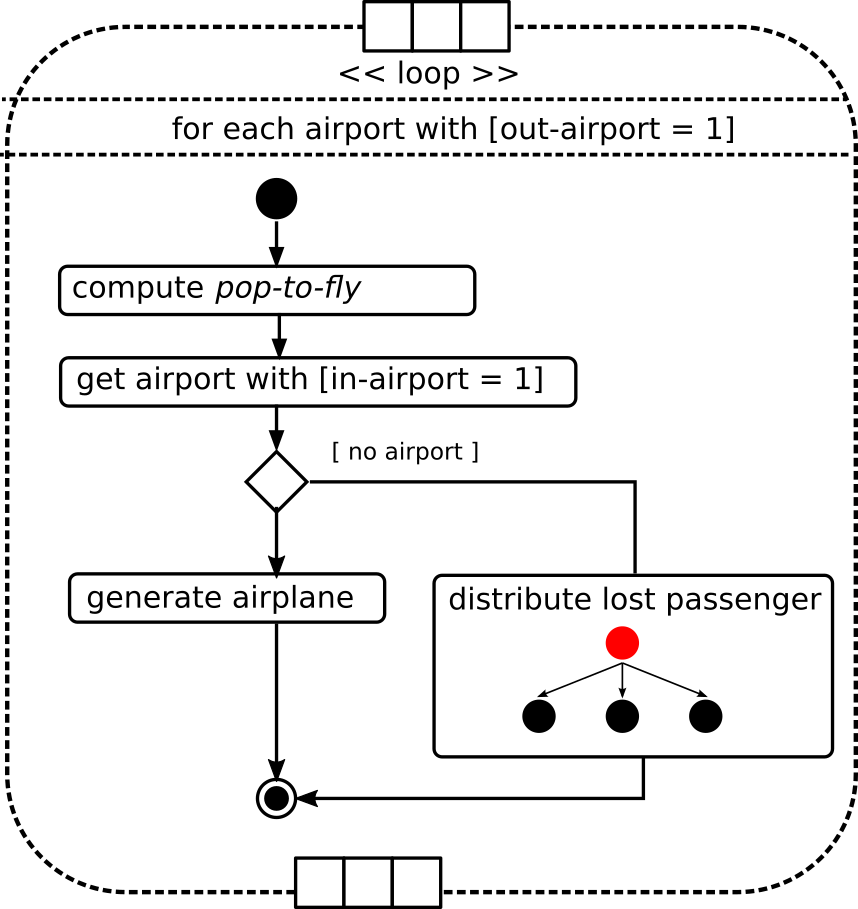 << loop >>
for each airport with [out-airport = 1]
compute pop-to-fly
get airport with [in-airport = 1]
[ no airport ]
generate airplane
distribute lost passenger